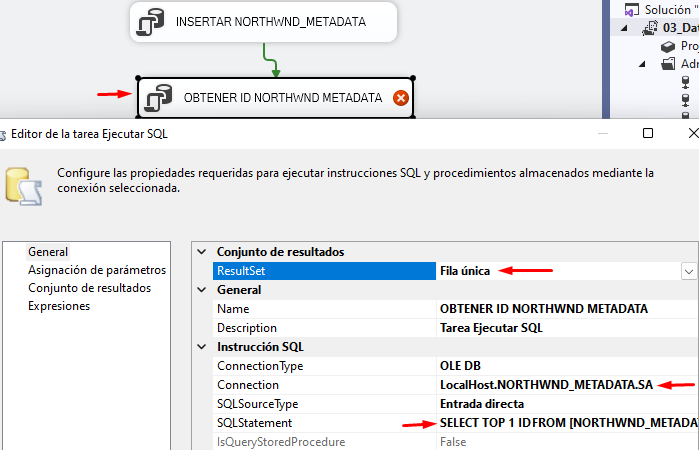 INSERTAR NORTHWND_METADATA
OBTENER ID NORTHWND METADATA
Solución "
03_Dat
Proj
Adr
Editor de la tarea Ejecutar SQL
Configure las propiedades requeridas para ejecutar instrucciones SQL y procedimientos almacenados mediante la
conexión seleccionada.
General
Asignación de parámetros
Conjunto de resultados
Expresiones
Conjunto de resultados
ResultSet Fila única
General
Name OBTENER ID NORTHWND METADATA
Description Tarea Ejecutar SQL
Instrucción SQL
ConnectionType OLE DB
Connection LocalHost.NORTHWND_METADATA.SA
SQLSourceType Entrada directa
SQLStatement SELECT TOP 1 ID FROM [NORTHWND_METADA
IsQueryStoredProcedure False